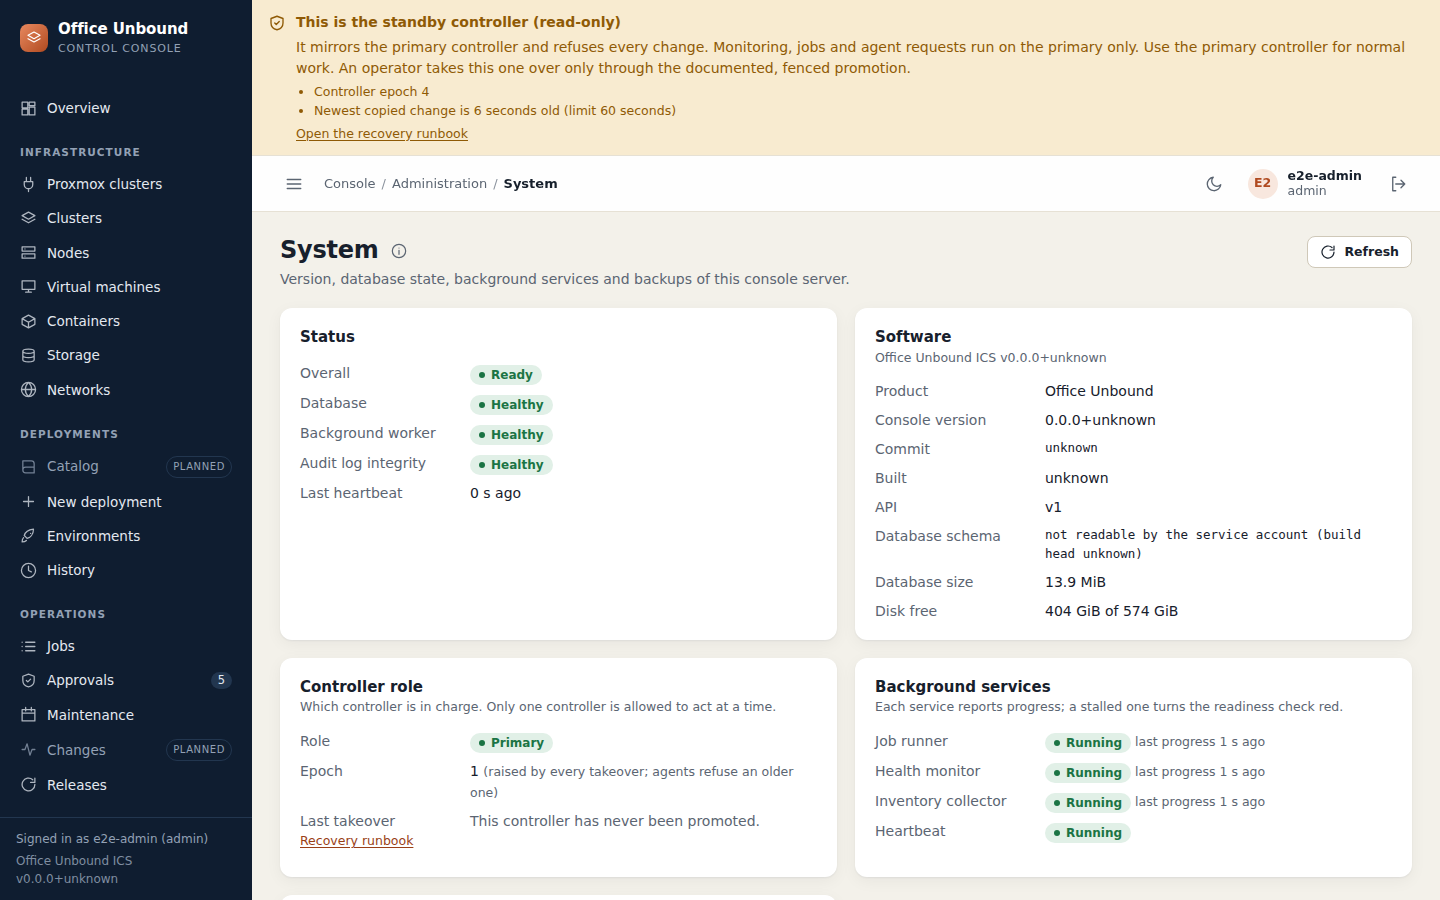 Office Unbound
CONTROL CONSOLE
Overview
INFRASTRUCTURE
Proxmox clusters
Clusters
Nodes
Virtual machines
Containers
Storage
Networks
DEPLOYMENTS
Catalog PLANNED
New deployment
Environments
History
OPERATIONS
Jobs
Approvals 5
Maintenance
Changes PLANNED
Releases
Signed in as e2e-admin (admin)
Office Unbound ICS
v0.0.0+unknown
This is the standby controller (read-only)
It mirrors the primary controller and refuses every change. Monitoring, jobs and agent requests run on the primary only. Use the primary controller for normal
work. An operator takes this one over only through the documented, fenced promotion.
• Controller epoch 4
• Newest copied change is 6 seconds old (limit 60 seconds)
Open the recovery runbook
Console / Administration / System
E2 e2e-admin
admin
System
Refresh
Version, database state, background services and backups of this console server.
Status
Overall Ready
Database Healthy
Background worker Healthy
Audit log integrity Healthy
Last heartbeat 0 s ago
Software
Office Unbound ICS v0.0.0+unknown
Product Office Unbound
Console version 0.0.0+unknown
Commit unknown
Built unknown
API v1
Database schema not readable by the service account (build
head unknown)
Database size 13.9 MiB
Disk free 404 GiB of 574 GiB
Controller role
Which controller is in charge. Only one controller is allowed to act at a time.
Role Primary
Epoch 1 (raised by every takeover; agents refuse an older
one)
Last takeover This controller has never been promoted.
Recovery runbook
Background services
Each service reports progress; a stalled one turns the readiness check red.
Job runner Running last progress 1 s ago
Health monitor Running last progress 1 s ago
Inventory collector Running last progress 1 s ago
Heartbeat Running